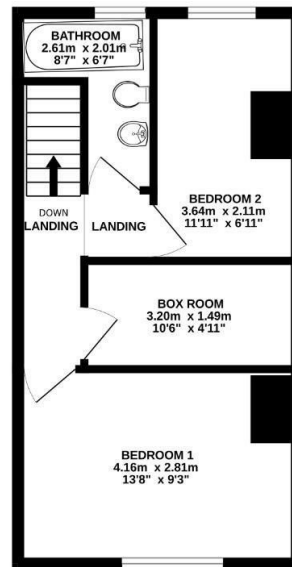 BATHROOM
2.61m x 2.01m
8'7" x 6'7"
DOWN
LANDING
LANDING
BEDROOM 2
3.64m x 2.11m
11'11" x 6'11"
BOX ROOM
3.20m x 1.49m
10'6" x 4'11"
BEDROOM 1
4.16m x 2.81m
13'8" x 9'3"